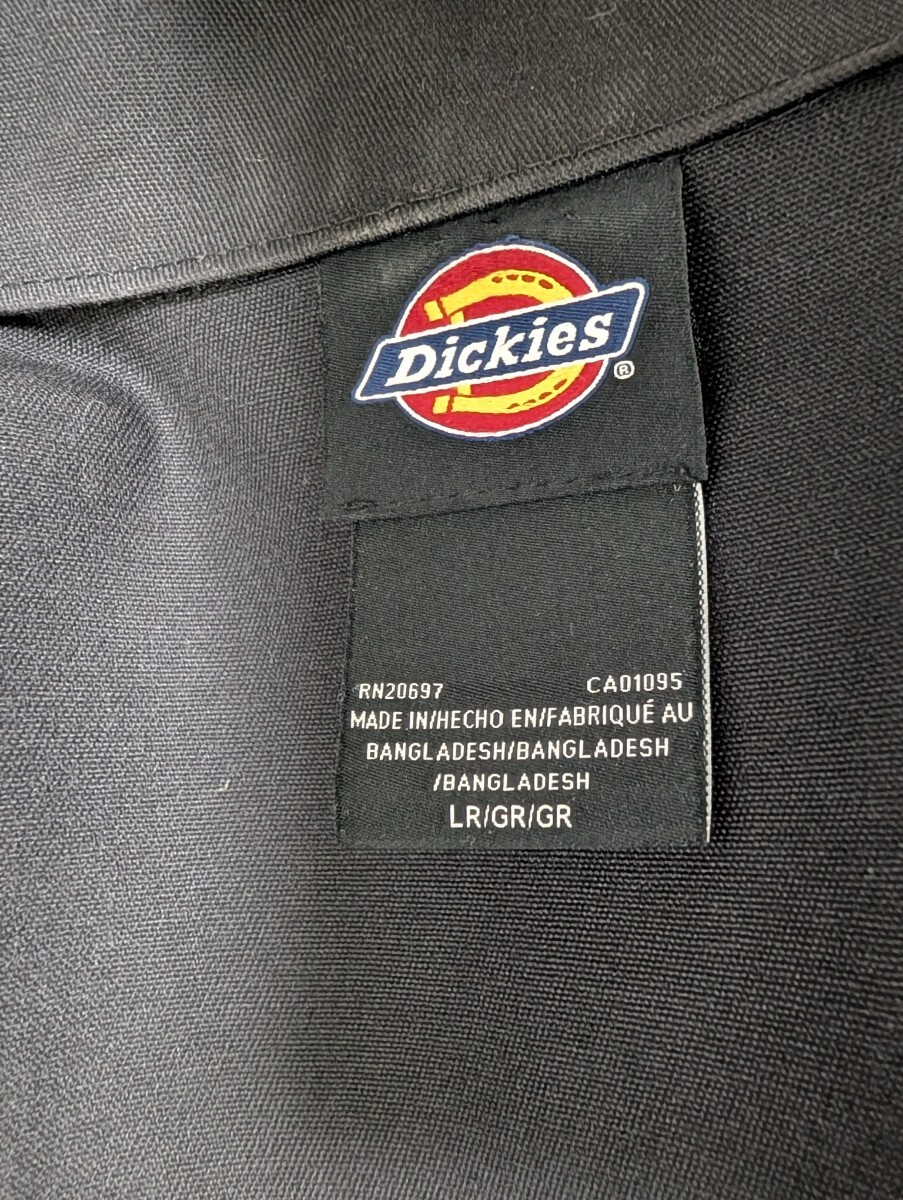 Dickies
®
RN20697 CA01095
MADE IN/HECHO EN/FABRIQUÉ AU
BANGLADESH/BANGLADESH
/BANGLADESH
LR/GR/GR